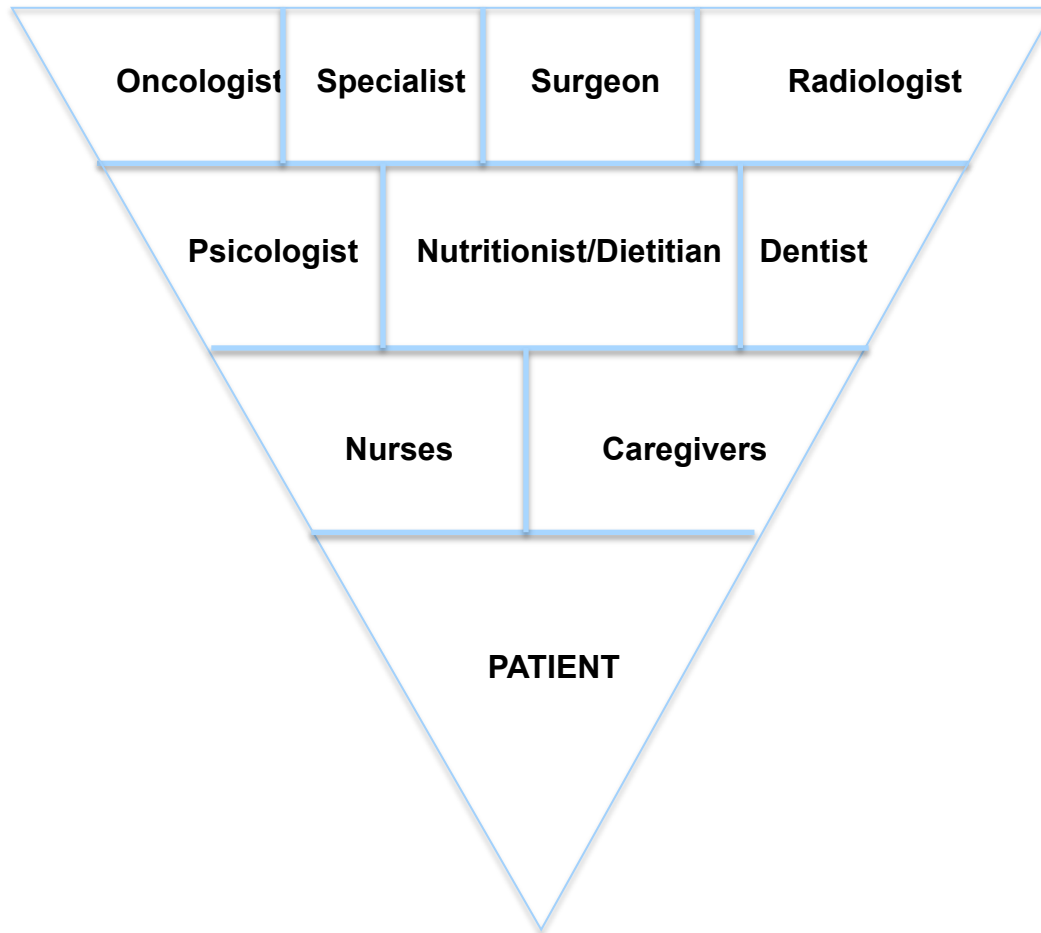 Oncologist Specialist Surgeon Radiologist
Psicologist Nutritionist/Dietitian Dentist
Nurses Caregivers
PATIENT